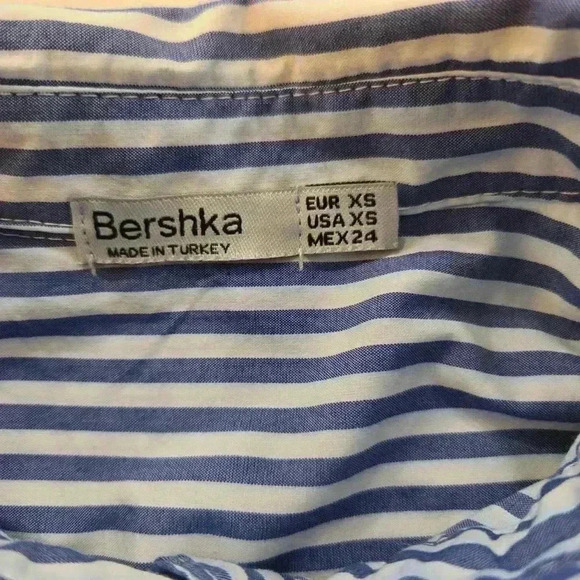 Bershka
MADE IN TURKEY
EUR XS
USA XS
MEX 24